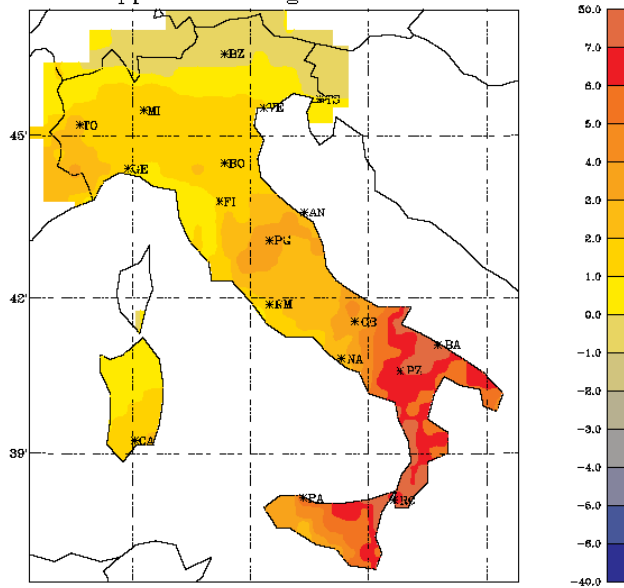 50.0
7.0
6.0
5.0
4.0
3.0
2.0
1.0
0.0
-1.0
-2.0
-3.0
-4.0
-5.0
-6.0
-40.0
*BZ
*MI
*VE
*TS
*TO
45'
*GE
*BO
*FI
*AN
*PG
42'
*RM
*CB
*NA
*BA
*PZ
*CA
39'
*PA
*RC